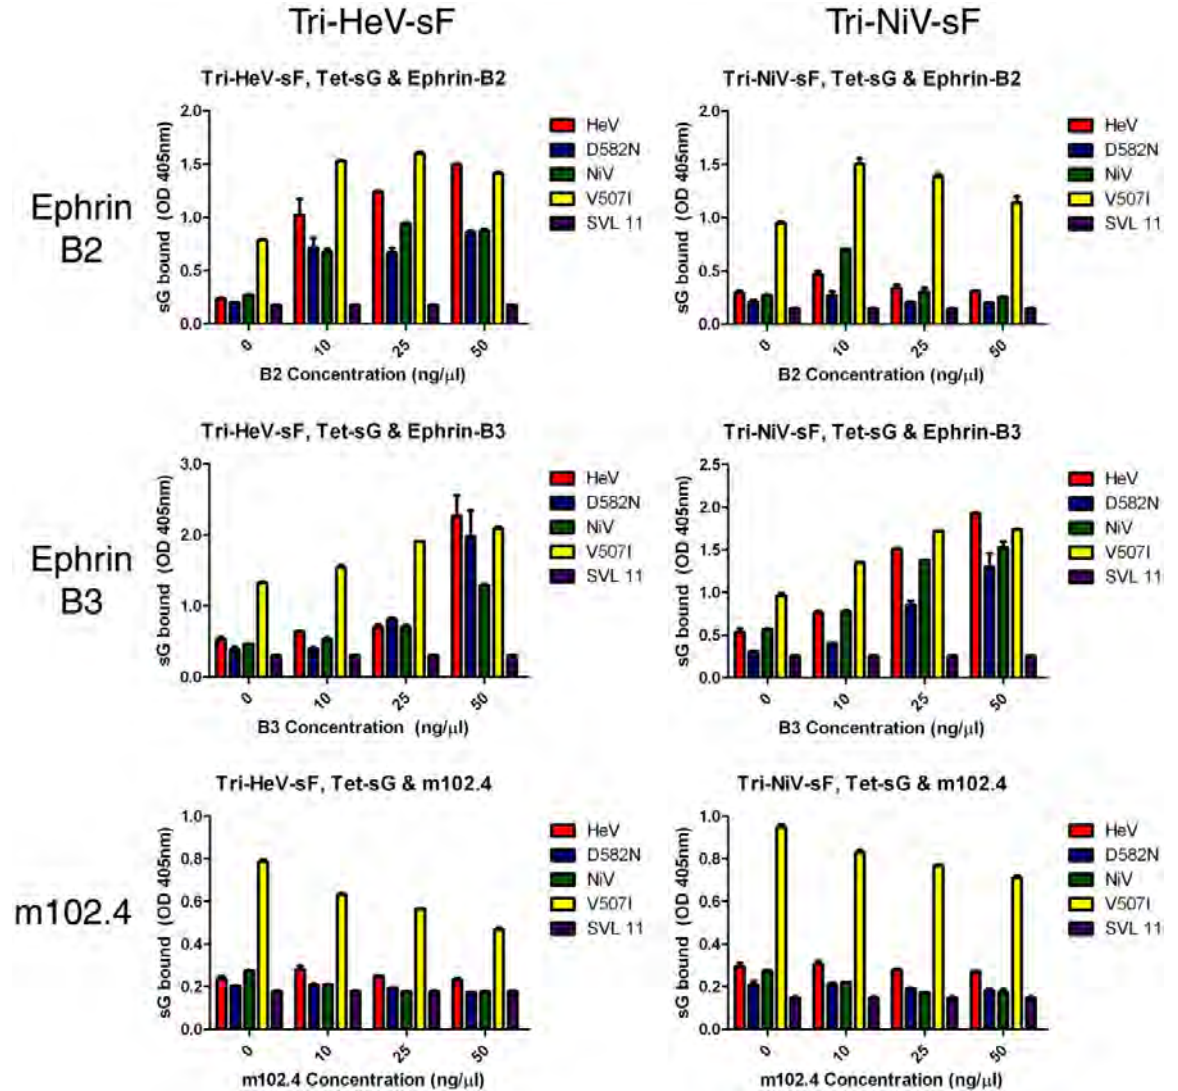 Tri-HeV-sF
Tri-NiV-sF
Ephrin
B2
Tri-HeV-sF, Tet-sG & Ephrin-B2
sG bound (OD 405nm)
2.0
1.5
1.0
0.5
0.0
0
10
25
50
B2 Concentration (ng/µl)
HeV
D582N
NiV
V507I
SVL 11
Tri-NiV-sF, Tet-sG & Ephrin-B2
sG bound (OD 405nm)
2.0
1.5
1.0
0.5
0.0
0
10
25
50
B2 Concentration (ng/µl)
HeV
D582N
NiV
V507I
SVL 11
Ephrin
B3
Tri-HeV-sF, Tet-sG & Ephrin-B3
sG bound (OD 405nm)
3.0
2.0
1.0
0.0
0
10
25
50
B3 Concentration (ng/µl)
HeV
D582N
NiV
V507I
SVL 11
Tri-NiV-sF, Tet-sG & Ephrin-B3
sG bound (OD 405nm)
2.5
2.0
1.5
1.0
0.5
0.0
0
10
25
50
B3 Concentration (ng/µl)
HeV
D582N
NiV
V507I
SVL 11
m102.4
Tri-HeV-sF, Tet-sG & m102.4
sG bound (OD 405nm)
1.0
0.8
0.6
0.4
0.2
0.0
0
10
25
50
m102.4 Concentration (ng/µl)
HeV
D582N
NiV
V507I
SVL 11
Tri-NiV-sF, Tet-sG & m102.4
sG bound (OD 405nm)
1.0
0.8
0.6
0.4
0.2
0.0
0
10
25
50
m102.4 Concentration (ng/µl)
HeV
D582N
NiV
V507I
SVL 11